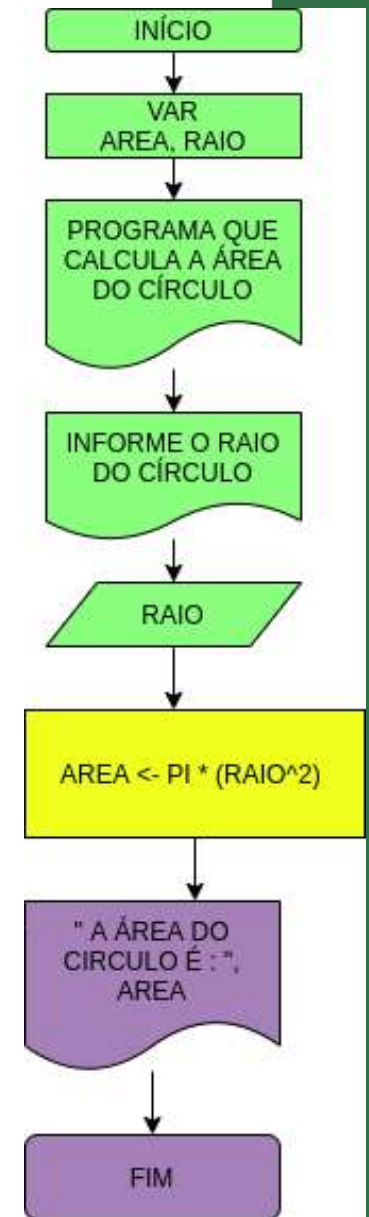 INÍCIO
VAR
AREA, RAIO
PROGRAMA QUE
CALCULA A ÁREA
DO CÍRCULO
INFORME O RAIO
DO CÍRCULO
RAIO
AREA <- PI * (RAIO^2)
" A ÁREA DO
CIRCULO É : ",
AREA
FIM